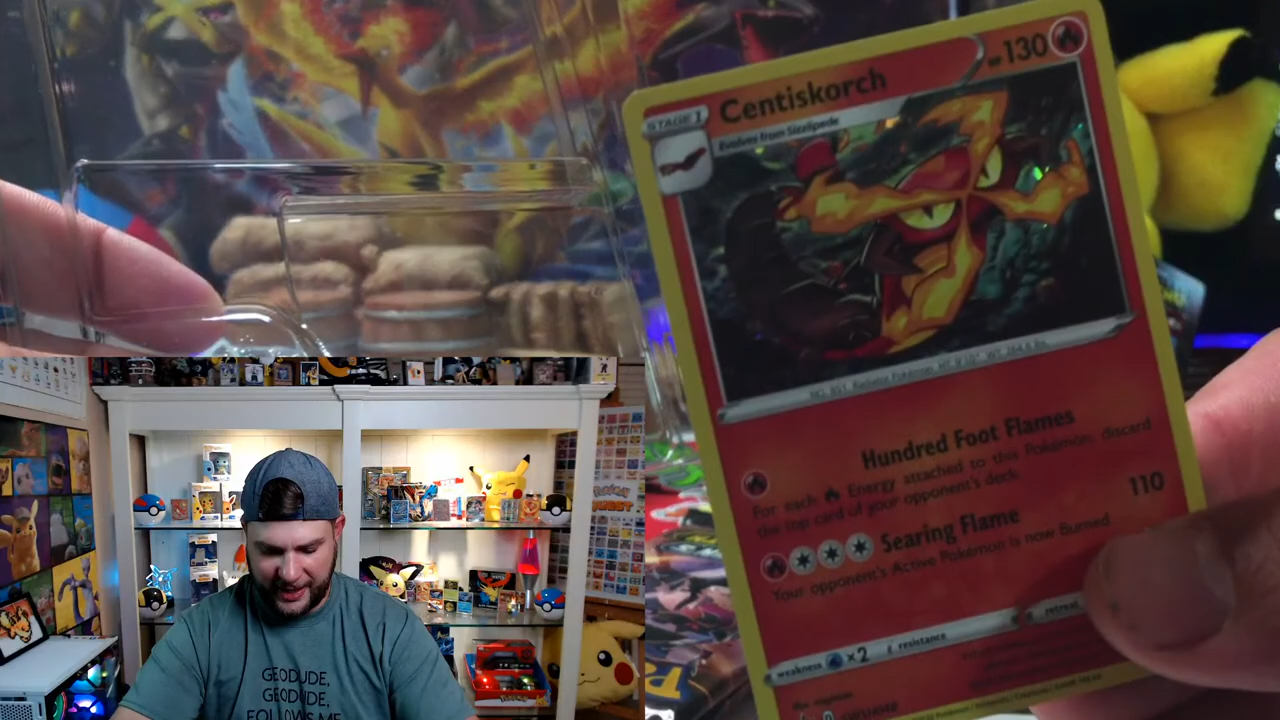 STAGE 1
Centiskorch
HP 130
Evolves from Sizzlipede
Hundred Foot Flames
For each Energy attached to this Pokémon, discard
the top card of your opponent's deck.
Searing Flame 110
Your opponent's Active Pokémon is now Burned.
weakness ×2 resistance retreat
GEODUDE,
GEODUDE,
FOLLOWS ME
Pokémon